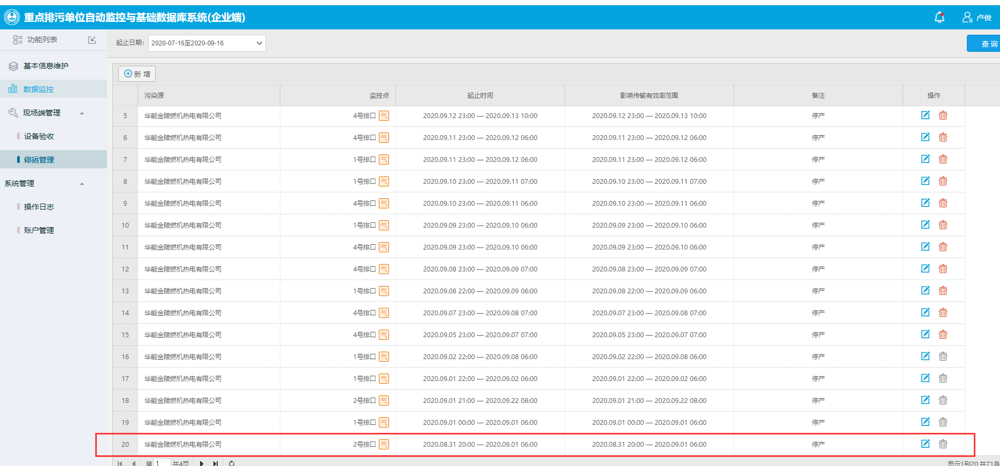 重点排污单位自动监控与基础数据库系统(企业端)
卢俊
功能列表
起止日期: 2020-07-16至2020-09-16
查 询
基本信息维护
数据监控
现场端管理
设备验收
停运管理
系统管理
操作日志
账户管理
新 增
污染源 监控点 起止时间 影响传输有效率范围 备注 操作
5 华能金陵燃机热电有限公司 4号排口 气 2020.09.12 23:00 — 2020.09.13 10:00 2020.09.12 23:00 — 2020.09.13 10:00 停产
6 华能金陵燃机热电有限公司 4号排口 气 2020.09.11 23:00 — 2020.09.12 06:00 2020.09.11 23:00 — 2020.09.12 06:00 停产
7 华能金陵燃机热电有限公司 1号排口 气 2020.09.11 23:00 — 2020.09.12 06:00 2020.09.11 23:00 — 2020.09.12 06:00 停产
8 华能金陵燃机热电有限公司 1号排口 气 2020.09.10 23:00 — 2020.09.11 07:00 2020.09.10 23:00 — 2020.09.11 07:00 停产
9 华能金陵燃机热电有限公司 4号排口 气 2020.09.10 23:00 — 2020.09.11 06:00 2020.09.10 23:00 — 2020.09.11 06:00 停产
10 华能金陵燃机热电有限公司 1号排口 气 2020.09.09 23:00 — 2020.09.10 06:00 2020.09.09 23:00 — 2020.09.10 06:00 停产
11 华能金陵燃机热电有限公司 4号排口 气 2020.09.09 23:00 — 2020.09.10 06:00 2020.09.09 23:00 — 2020.09.10 06:00 停产
12 华能金陵燃机热电有限公司 4号排口 气 2020.09.08 23:00 — 2020.09.09 07:00 2020.09.08 23:00 — 2020.09.09 07:00 停产
13 华能金陵燃机热电有限公司 1号排口 气 2020.09.08 22:00 — 2020.09.09 06:00 2020.09.08 22:00 — 2020.09.09 06:00 停产
14 华能金陵燃机热电有限公司 4号排口 气 2020.09.07 23:00 — 2020.09.08 07:00 2020.09.07 23:00 — 2020.09.08 07:00 停产
15 华能金陵燃机热电有限公司 4号排口 气 2020.09.05 23:00 — 2020.09.07 07:00 2020.09.05 23:00 — 2020.09.07 07:00 停产
16 华能金陵燃机热电有限公司 1号排口 气 2020.09.02 22:00 — 2020.09.08 06:00 2020.09.02 22:00 — 2020.09.08 06:00 停产
17 华能金陵燃机热电有限公司 1号排口 气 2020.09.01 22:00 — 2020.09.02 06:00 2020.09.01 22:00 — 2020.09.02 06:00 停产
18 华能金陵燃机热电有限公司 2号排口 气 2020.09.01 21:00 — 2020.09.22 08:00 2020.09.01 21:00 — 2020.09.22 08:00 停产
19 华能金陵燃机热电有限公司 1号排口 气 2020.09.01 00:00 — 2020.09.01 06:00 2020.09.01 00:00 — 2020.09.01 06:00 停产
20 华能金陵燃机热电有限公司 2号排口 气 2020.08.31 20:00 — 2020.09.01 06:00 2020.08.31 20:00 — 2020.09.01 06:00 停产
第 1 共4页 显示1到20 共71条